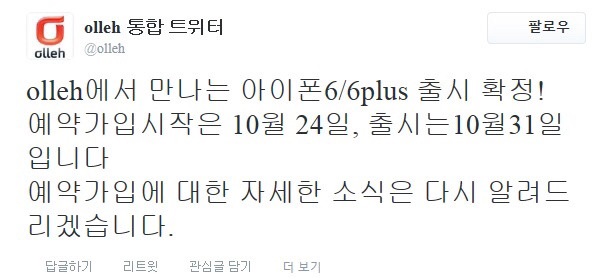 olleh 통합 트위터
@olleh
olleh
팔로우
olleh에서 만나는 아이폰6/6plus 출시 확정!
예약가입시작은 10월 24일, 출시는10월31일
입니다
예약가입에 대한 자세한 소식은 다시 알려드
리겠습니다.
답글하기 리트윗 관심글 담기 더 보기